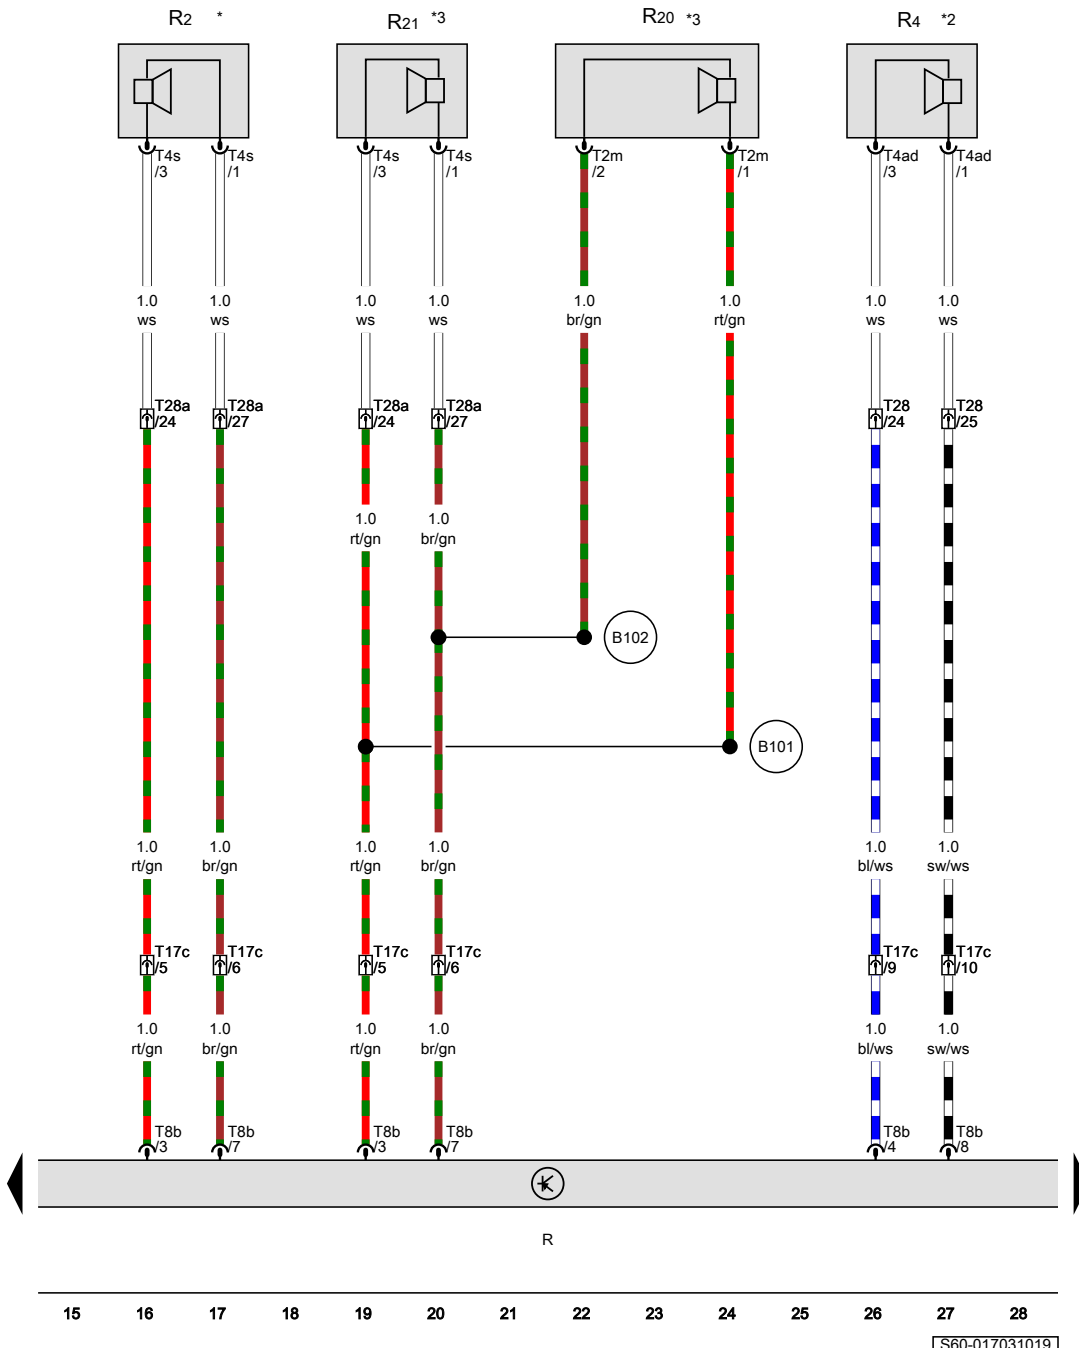 R2 * R21 *3 R20 *3 R4 *2
T4s T4s T4s T4s T2m T2m T4ad T4ad
/3 /1 /3 /1 /2 /1 /3 /1
1.0 1.0 1.0 1.0 1.0 1.0 1.0 1.0
ws ws ws ws br/gn rt/gn ws ws
T28a T28a T28a T28a T28 T28
/24 /27 /24 /27 /24 /25
1.0 1.0
rt/gn br/gn
B102
B101
1.0 1.0 1.0 1.0 1.0 1.0
rt/gn br/gn rt/gn br/gn bl/ws sw/ws
T17c T17c T17c T17c T17c T17c
/5 /6 /5 /6 /9 /10
1.0 1.0 1.0 1.0 1.0 1.0
rt/gn br/gn rt/gn br/gn bl/ws sw/ws
T8b T8b T8b T8b T8b T8b
/3 /7 /3 /7 /4 /8
R
15 16 17 18 19 20 21 22 23 24 25 26 27 28
S60-017031019